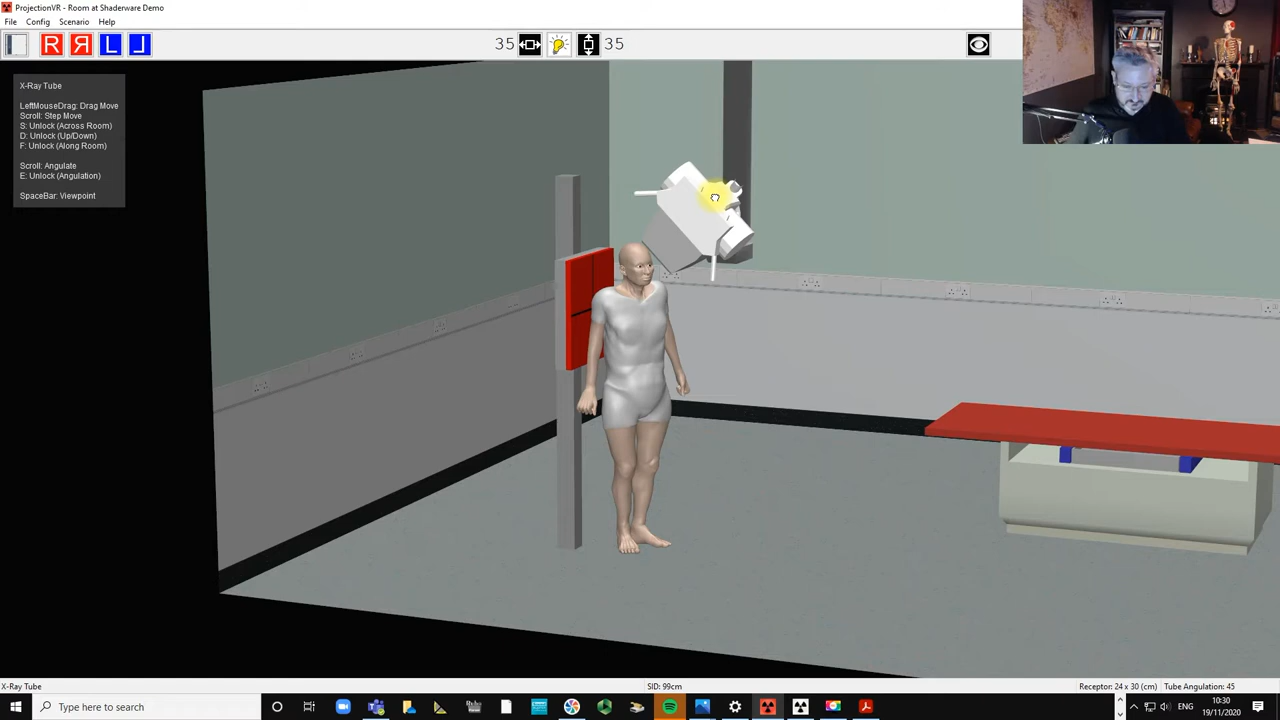 ProjectionVR - Room at Shaderware Demo
File Config Scenario Help
R R L L 35 35
X-Ray Tube
LeftMouseDrag: Drag Move
Scroll: Step Move
S: Unlock (Across Room)
D: Unlock (Up/Down)
F: Unlock (Along Room)
Scroll: Angulate
E: Unlock (Angulation)
SpaceBar: Viewpoint
X-Ray Tube SID: 99cm Receptor: 24 x 30 (cm) Tube Angulation: 45
Type here to search
10:30
19/11/2020